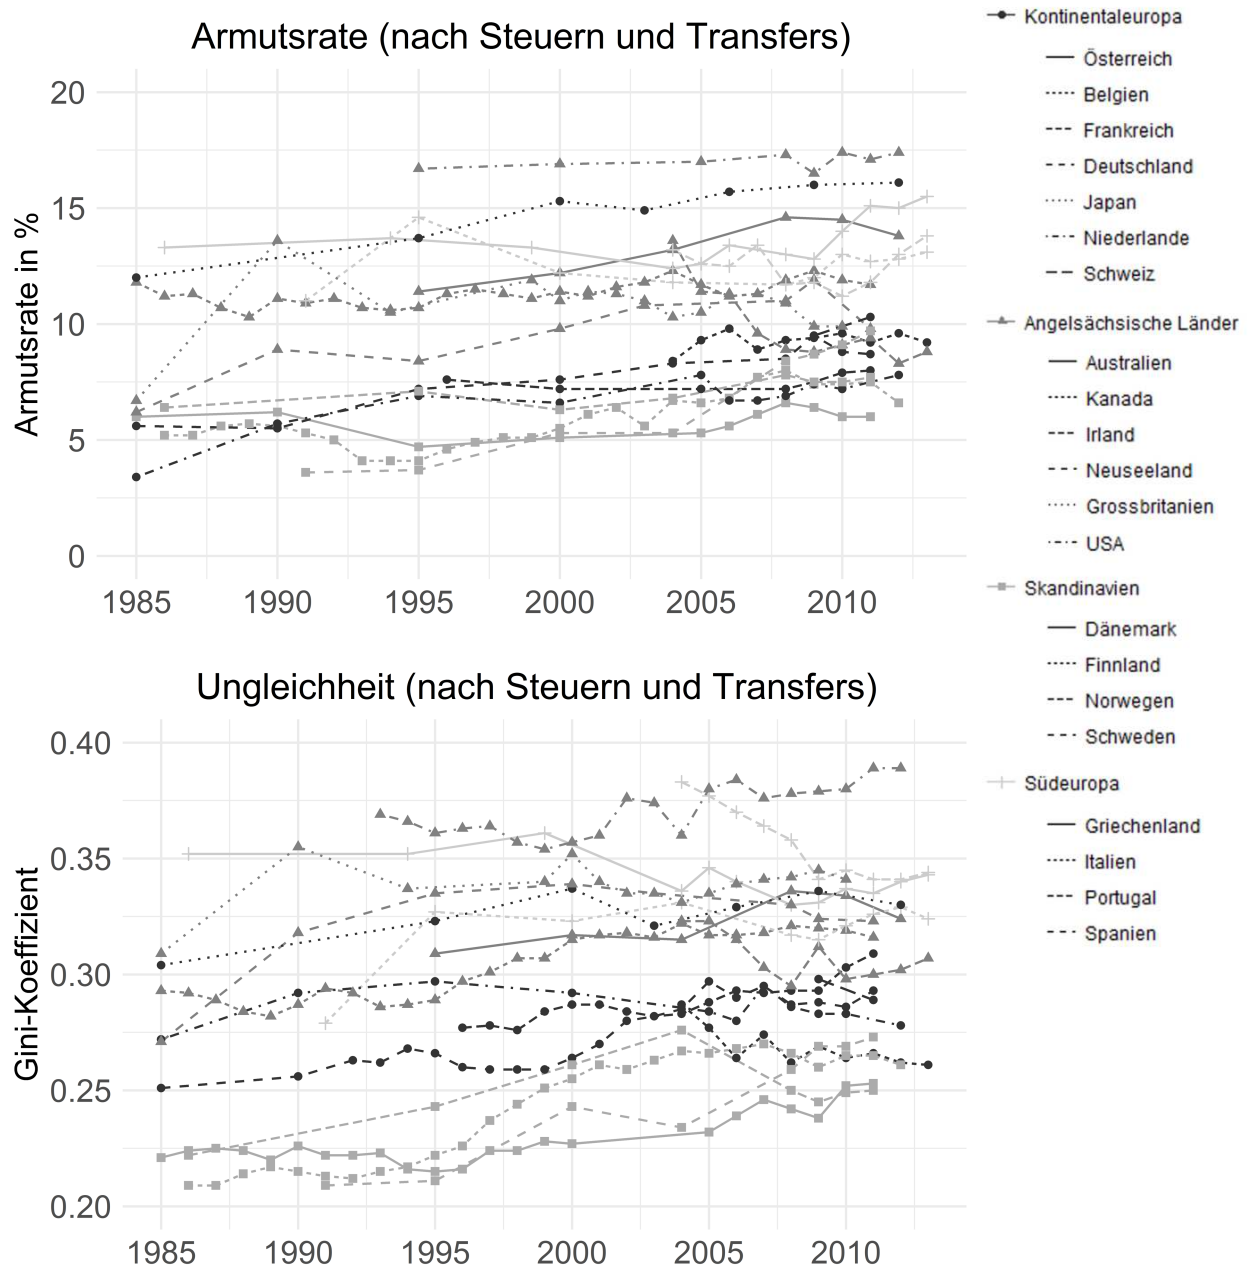 Armutsrate (nach Steuern und Transfers)
Armutsrate in %
20
15
10
5
0
1985 1990 1995 2000 2005 2010
Ungleichheit (nach Steuern und Transfers)
Gini-Koeffizient
0.40
0.35
0.30
0.25
0.20
1985 1990 1995 2000 2005 2010
Kontinentaleuropa
Österreich
Belgien
Frankreich
Deutschland
Japan
Niederlande
Schweiz
Angelsächsische Länder
Australien
Kanada
Irland
Neuseeland
Grossbritanien
USA
Skandinavien
Dänemark
Finnland
Norwegen
Schweden
Südeuropa
Griechenland
Italien
Portugal
Spanien